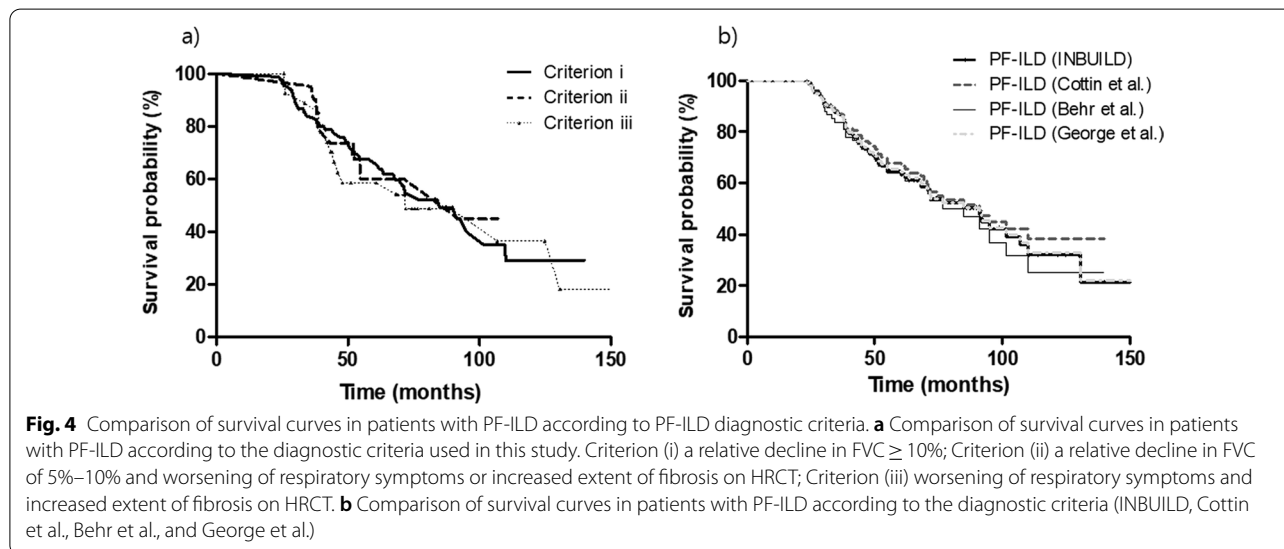 a)
Survival probability (%)
100
80
60
40
20
0
0 50 100 150
Time (months)
Criterion i
Criterion ii
Criterion iii
b)
Survival probability (%)
100
80
60
40
20
0
0 50 100 150
Time (months)
PF-ILD (INBUILD)
PF-ILD (Cottin et al.)
PF-ILD (Behr et al.)
PF-ILD (George et al.)
Fig. 4 Comparison of survival curves in patients with PF-ILD according to PF-ILD diagnostic criteria. a Comparison of survival curves in patients
with PF-ILD according to the diagnostic criteria used in this study. Criterion (i) a relative decline in FVC ≥ 10%; Criterion (ii) a relative decline in FVC
of 5%–10% and worsening of respiratory symptoms or increased extent of fibrosis on HRCT; Criterion (iii) worsening of respiratory symptoms and
increased extent of fibrosis on HRCT. b Comparison of survival curves in patients with PF-ILD according to the diagnostic criteria (INBUILD, Cottin
et al., Behr et al., and George et al.)